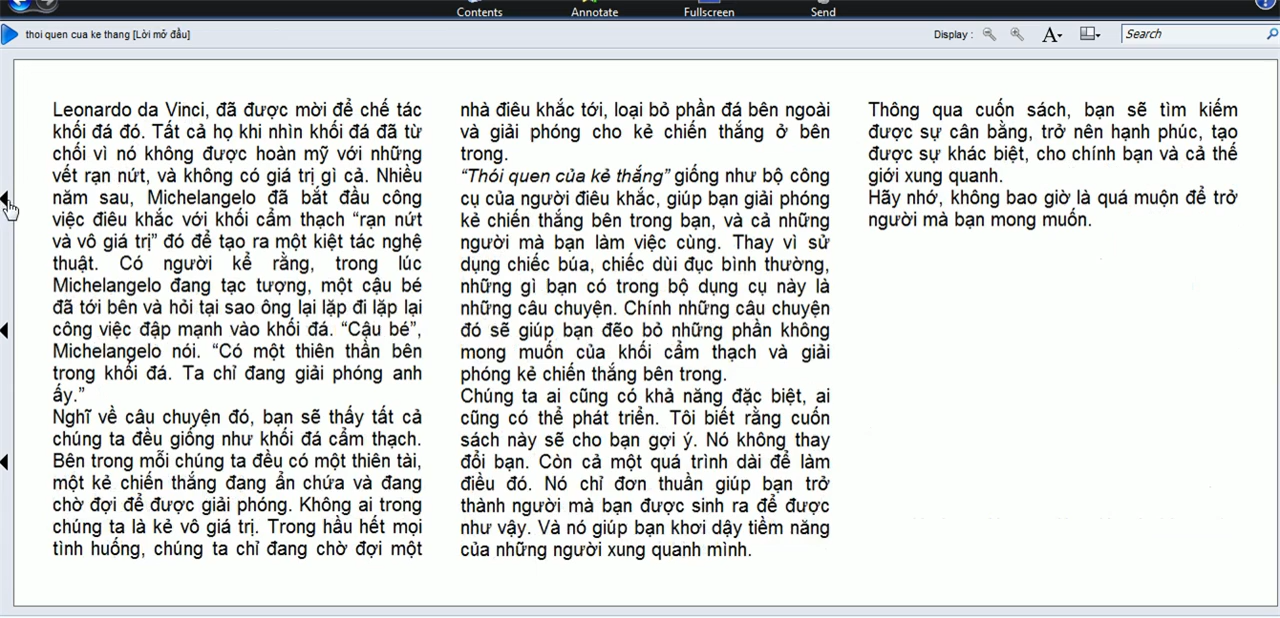 Contents
Annotate
Fullscreen
Send
thoi quen cua ke thang [Lời mở đầu]
Display :
A
Search
Leonardo da Vinci, đã được mời để chế tác
khối đá đó. Tất cả họ khi nhìn khối đá đã từ
chối vì nó không được hoàn mỹ với những
vết rạn nứt, và không có giá trị gì cả. Nhiều
năm sau, Michelangelo đã bắt đầu công
việc điêu khắc với khối cẩm thạch “rạn nứt
và vô giá trị” đó để tạo ra một kiệt tác nghệ
thuật. Có người kể rằng, trong lúc
Michelangelo đang tạc tượng, một cậu bé
đã tới bên và hỏi tại sao ông lại lặp đi lặp lại
công việc đập mạnh vào khối đá. “Cậu bé”,
Michelangelo nói. “Có một thiên thần bên
trong khối đá. Ta chỉ đang giải phóng anh
ấy.”
Nghĩ về câu chuyện đó, bạn sẽ thấy tất cả
chúng ta đều giống như khối đá cẩm thạch.
Bên trong mỗi chúng ta đều có một thiên tài,
một kẻ chiến thắng đang ẩn chứa và đang
chờ đợi để được giải phóng. Không ai trong
chúng ta là kẻ vô giá trị. Trong hầu hết mọi
tình huống, chúng ta chỉ đang chờ đợi một
nhà điêu khắc tới, loại bỏ phần đá bên ngoài
và giải phóng cho kẻ chiến thắng ở bên
trong.
“Thói quen của kẻ thắng” giống như bộ công
cụ của người điêu khắc, giúp bạn giải phóng
kẻ chiến thắng bên trong bạn, và cả những
người mà bạn làm việc cùng. Thay vì sử
dụng chiếc búa, chiếc dùi đục bình thường,
những gì bạn có trong bộ dụng cụ này là
những câu chuyện. Chính những câu chuyện
đó sẽ giúp bạn đẽo bỏ những phần không
mong muốn của khối cẩm thạch và giải
phóng kẻ chiến thắng bên trong.
Chúng ta ai cũng có khả năng đặc biệt, ai
cũng có thể phát triển. Tôi biết rằng cuốn
sách này sẽ cho bạn gợi ý. Nó không thay
đổi bạn. Còn cả một quá trình dài để làm
điều đó. Nó chỉ đơn thuần giúp bạn trở
thành người mà bạn được sinh ra để được
như vậy. Và nó giúp bạn khơi dậy tiềm năng
của những người xung quanh mình.
Thông qua cuốn sách, bạn sẽ tìm kiếm
được sự cân bằng, trở nên hạnh phúc, tạo
được sự khác biệt, cho chính bạn và cả thế
giới xung quanh.
Hãy nhớ, không bao giờ là quá muộn để trở
người mà bạn mong muốn.